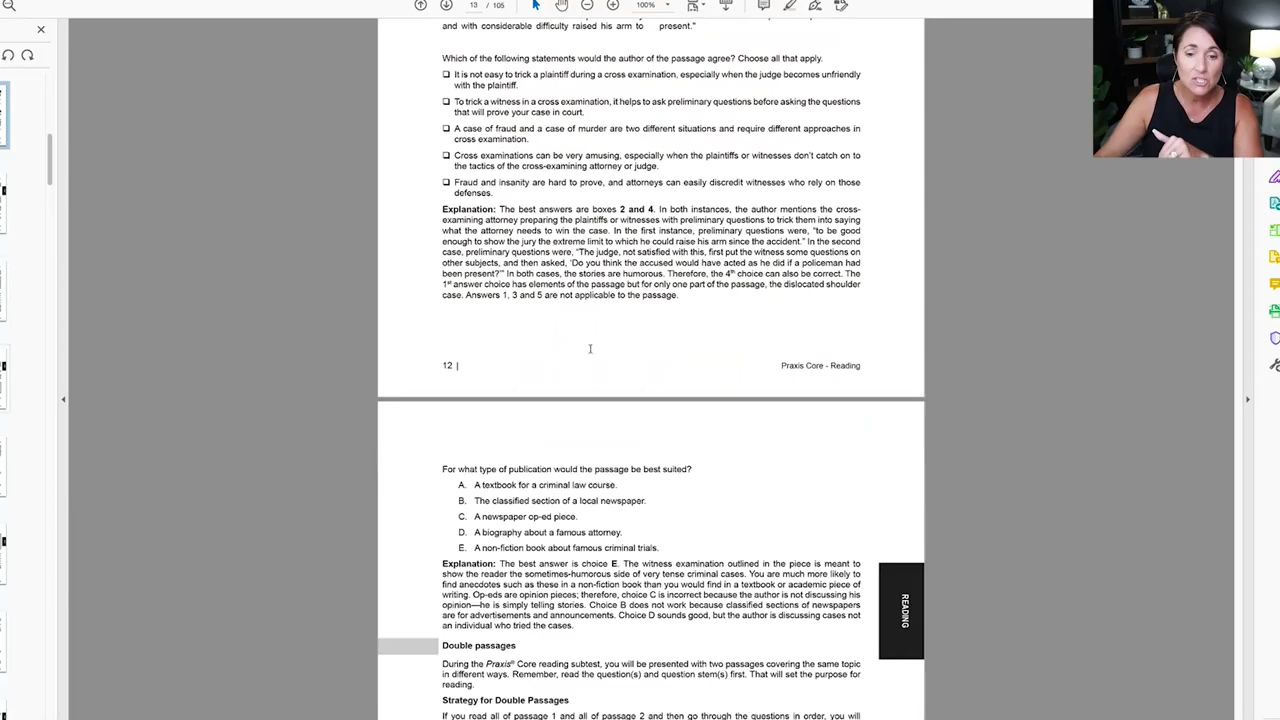 13 / 105
100%
and with considerable difficulty raised his arm to present."
Which of the following statements would the author of the passage agree? Choose all that apply.
❑ It is not easy to trick a plaintiff during a cross examination, especially when the judge becomes unfriendly
with the plaintiff.
❑ To trick a witness in a cross examination, it helps to ask preliminary questions before asking the questions
that will prove your case in court.
❑ A case of fraud and a case of murder are two different situations and require different approaches in
cross examination.
❑ Cross examinations can be very amusing, especially when the plaintiffs or witnesses don't catch on to
the tactics of the cross-examining attorney or judge.
❑ Fraud and insanity are hard to prove, and attorneys can easily discredit witnesses who rely on those
defenses.
Explanation: The best answers are boxes 2 and 4. In both instances, the author mentions the cross-
examining attorney preparing the plaintiffs or witnesses with preliminary questions to trick them into saying
what the attorney needs to win the case. In the first instance, preliminary questions were, "to be good
enough to show the jury the extreme limit to which he could raise his arm since the accident." In the second
case, preliminary questions were, "The judge, not satisfied with this, first put the witness some questions on
other subjects, and then asked, 'Do you think the accused would have acted as he did if a policeman had
been present?'" In both cases, the stories are humorous. Therefore, the 4th choice can also be correct. The
1st answer choice has elements of the passage but for only one part of the passage, the dislocated shoulder
case. Answers 1, 3 and 5 are not applicable to the passage.
12 | Praxis Core - Reading
For what type of publication would the passage be best suited?
A. A textbook for a criminal law course.
B. The classified section of a local newspaper.
C. A newspaper op-ed piece.
D. A biography about a famous attorney.
E. A non-fiction book about famous criminal trials.
Explanation: The best answer is choice E. The witness examination outlined in the piece is meant to
show the reader the sometimes-humorous side of very tense criminal cases. You are much more likely to
find anecdotes such as these in a non-fiction book than you would find in a textbook or academic piece of
writing. Op-eds are opinion pieces; therefore, choice C is incorrect because the author is not discussing his
opinion—he is simply telling stories. Choice B does not work because classified sections of newspapers
are for advertisements and announcements. Choice D sounds good, but the author is discussing cases not
an individual who tried the cases.
READING
Double passages
During the Praxis® Core reading subtest, you will be presented with two passages covering the same topic
in different ways. Remember, read the question(s) and question stem(s) first. That will set the purpose for
reading.
Strategy for Double Passages
If you read all of passage 1 and all of passage 2 and then go through the questions in order, you will